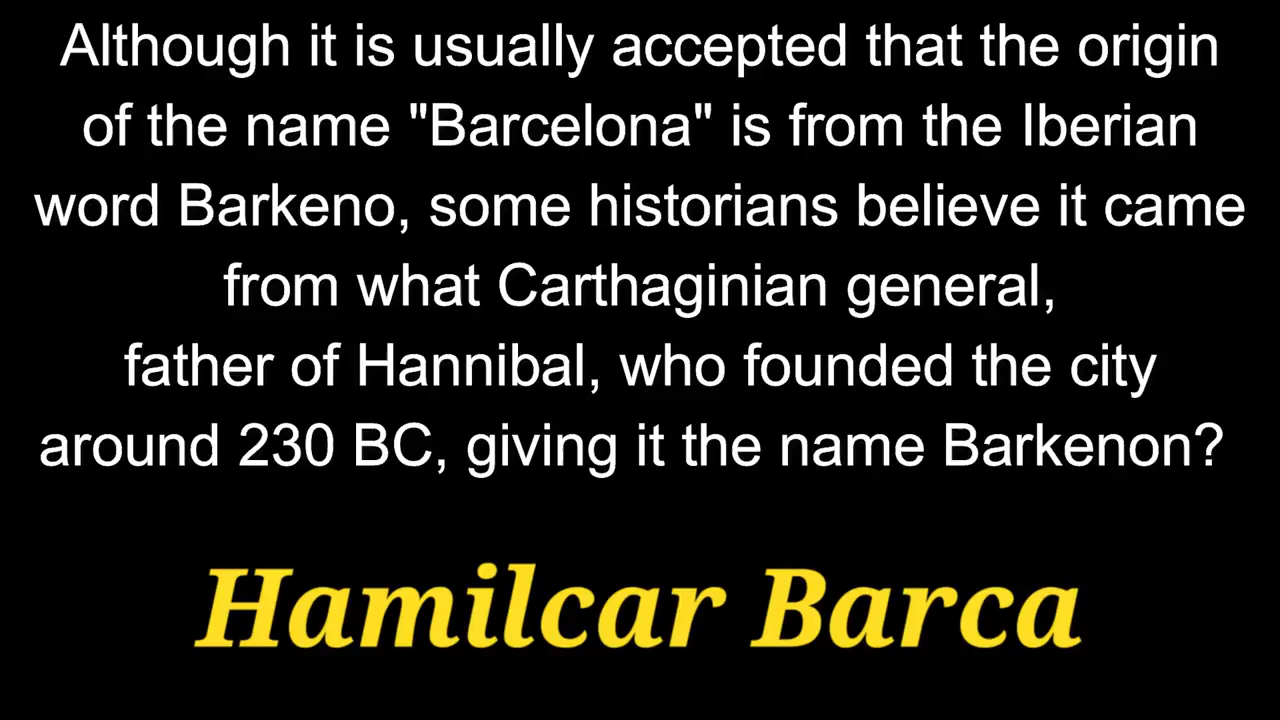 Although it is usually accepted that the origin
of the name "Barcelona" is from the Iberian
word Barkeno, some historians believe it came
from what Carthaginian general,
father of Hannibal, who founded the city
around 230 BC, giving it the name Barkenon?
Hamilcar Barca